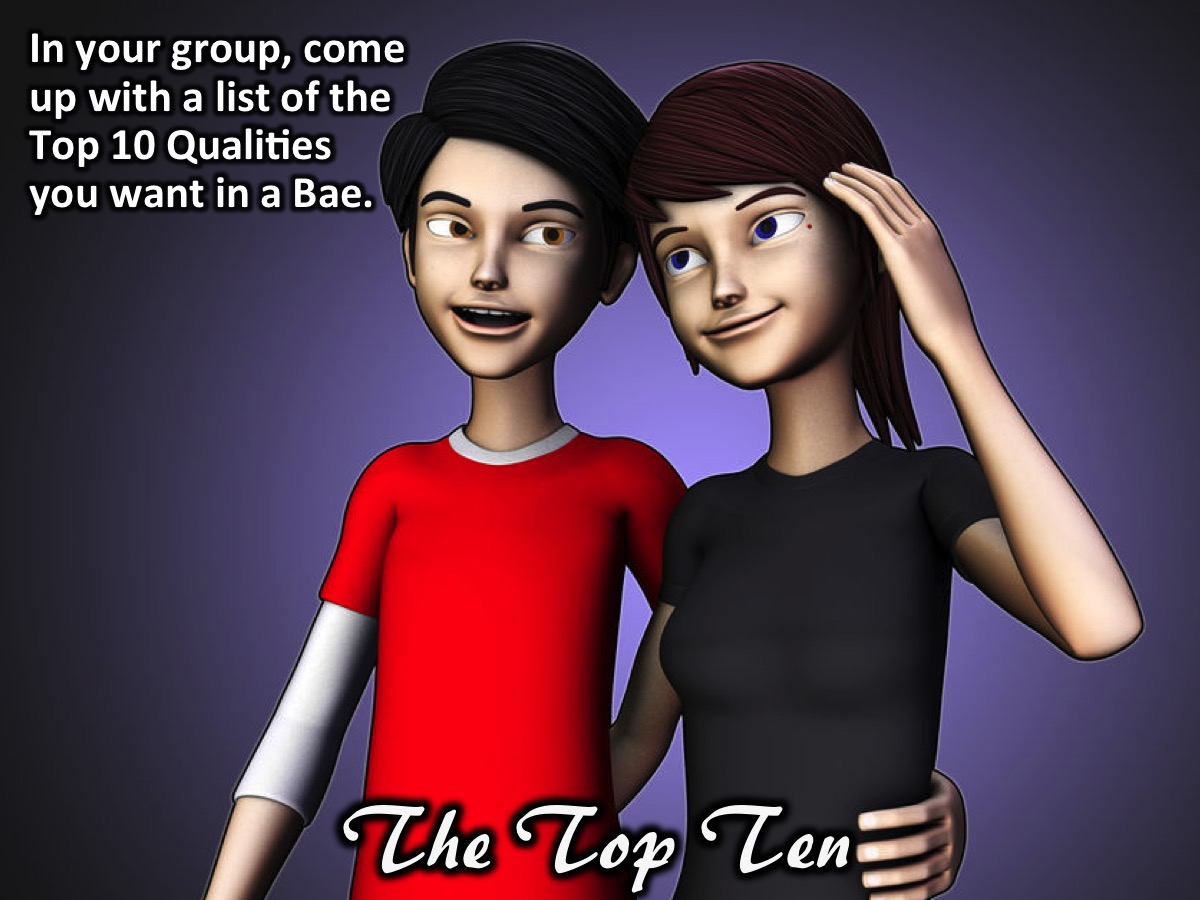 In your group, come
up with a list of the
Top 10 Qualities
you want in a Bae.
The Top Ten